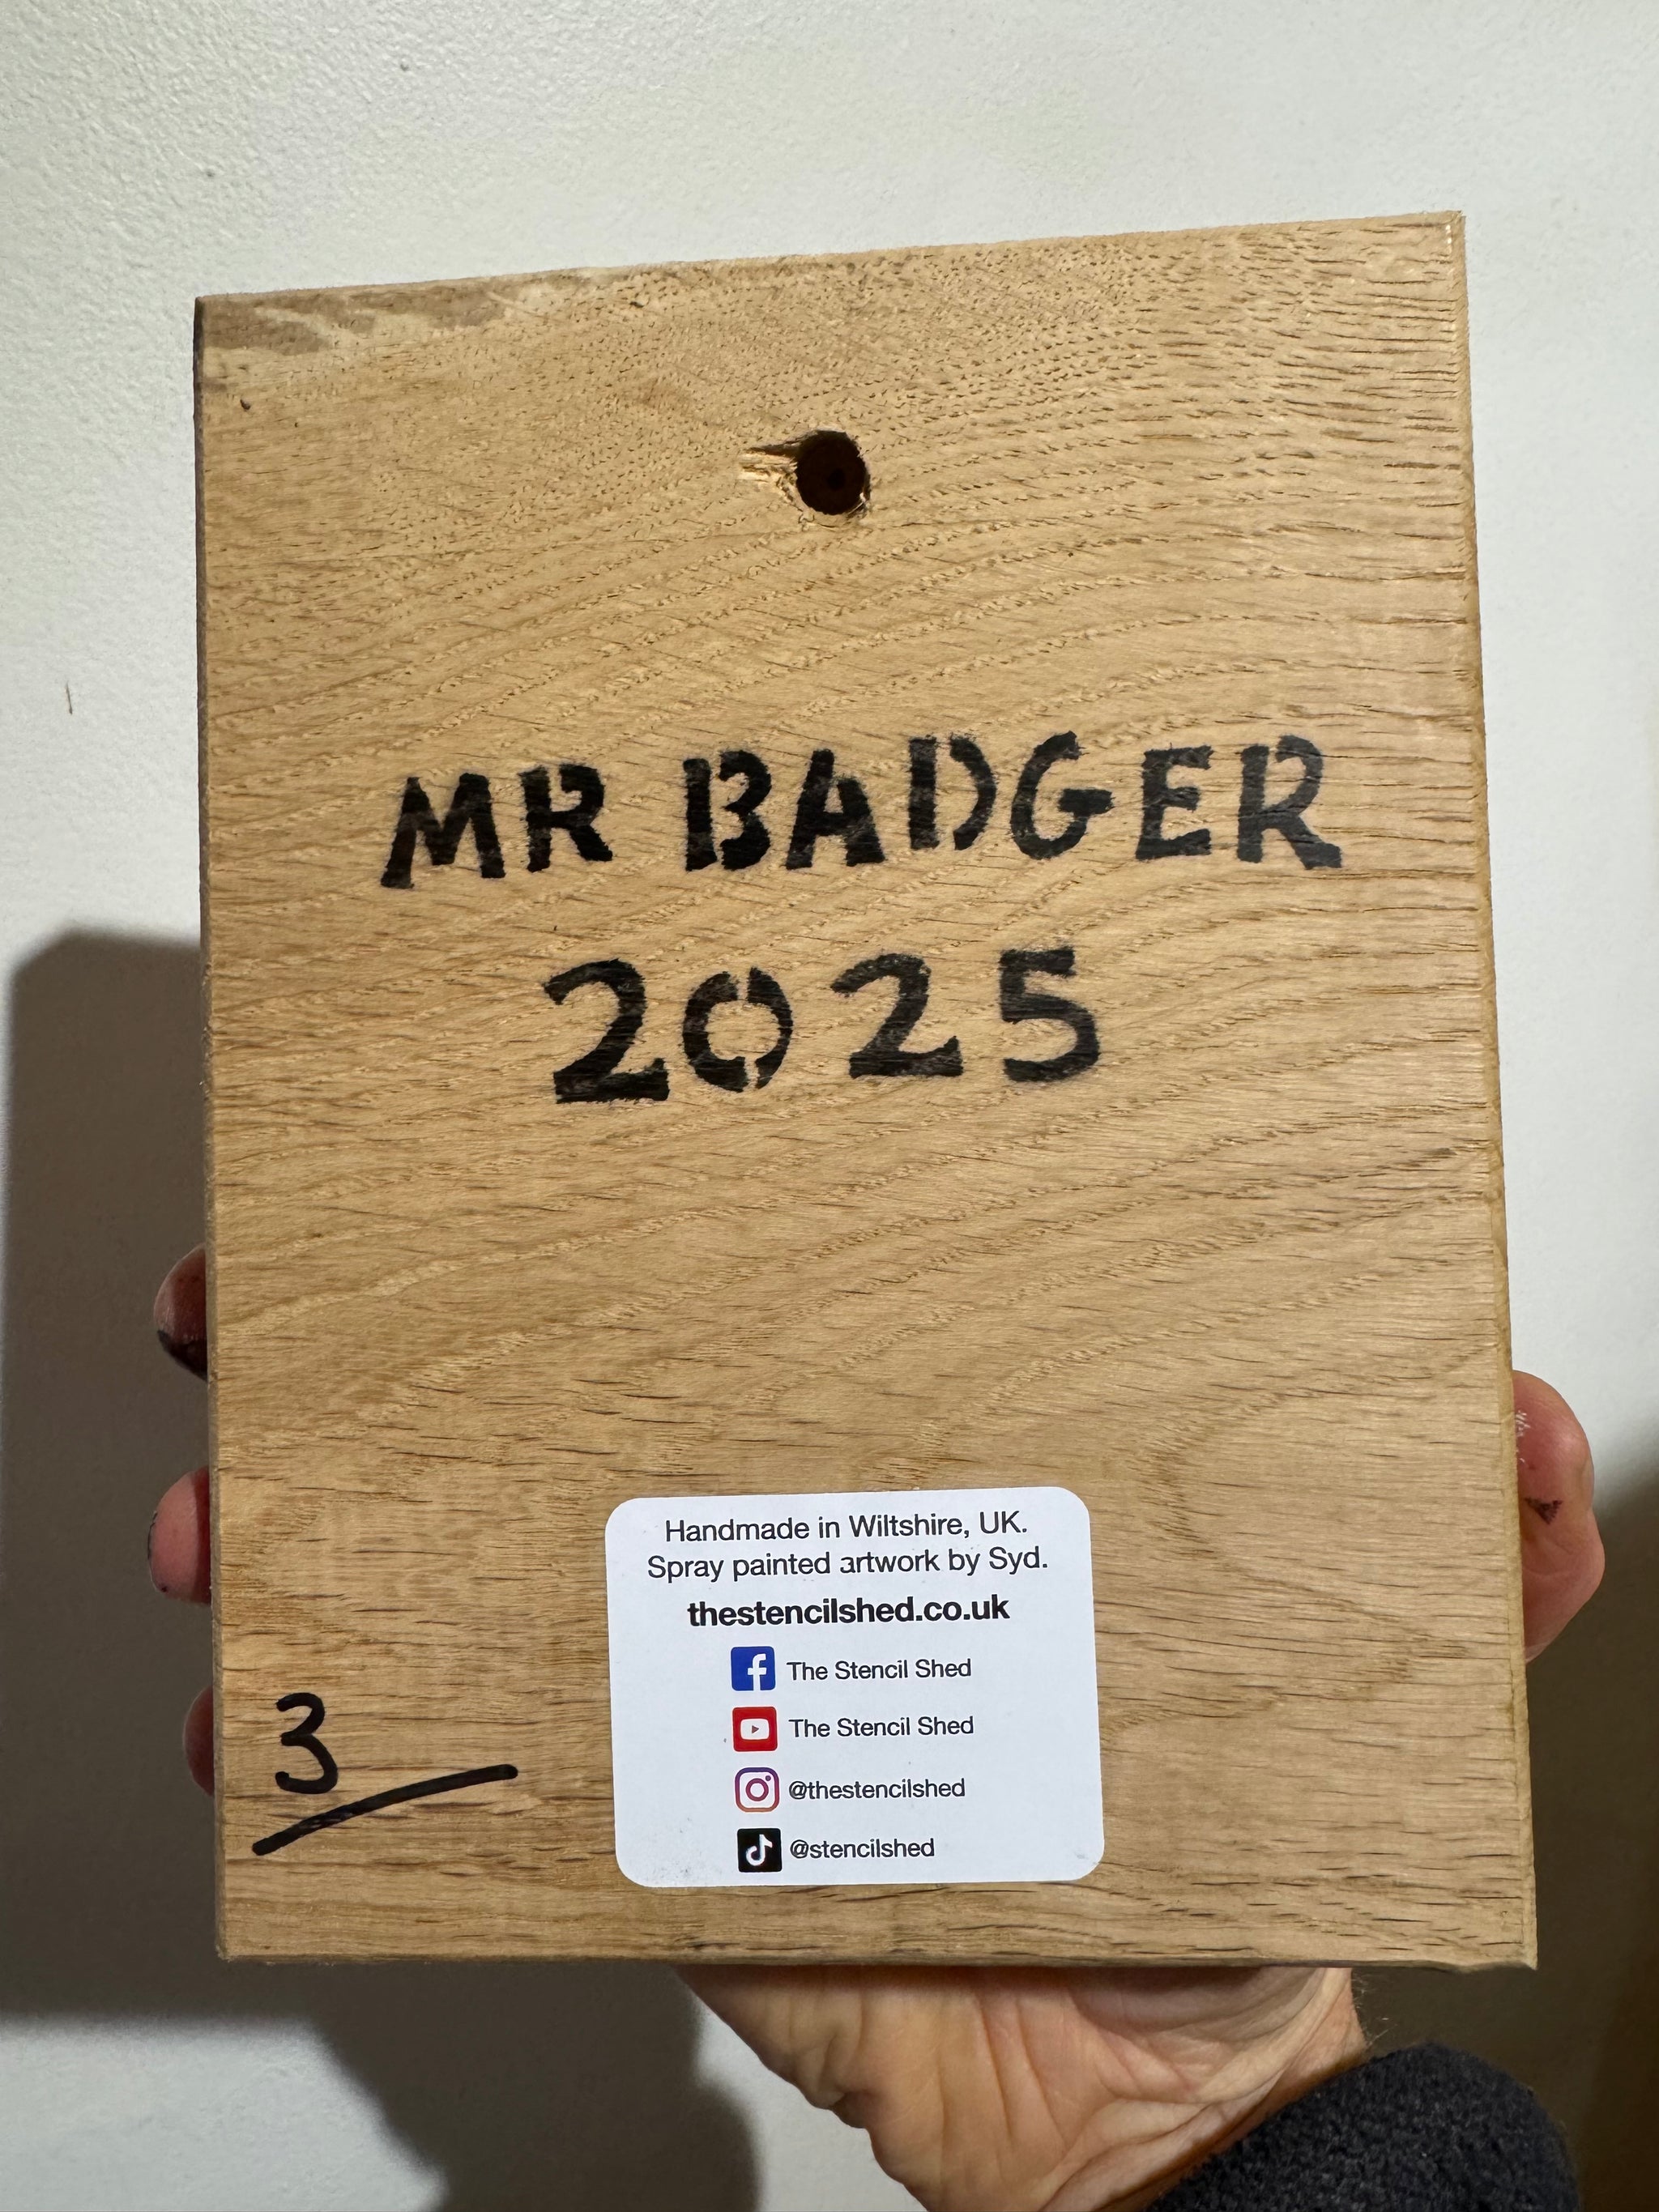 MR BADGER
2025
Handmade in Wiltshire, UK.
Spray painted artwork by Syd.
thestencilshed.co.uk
The Stencil Shed
The Stencil Shed
@thestencilshed
@stencilshed
3